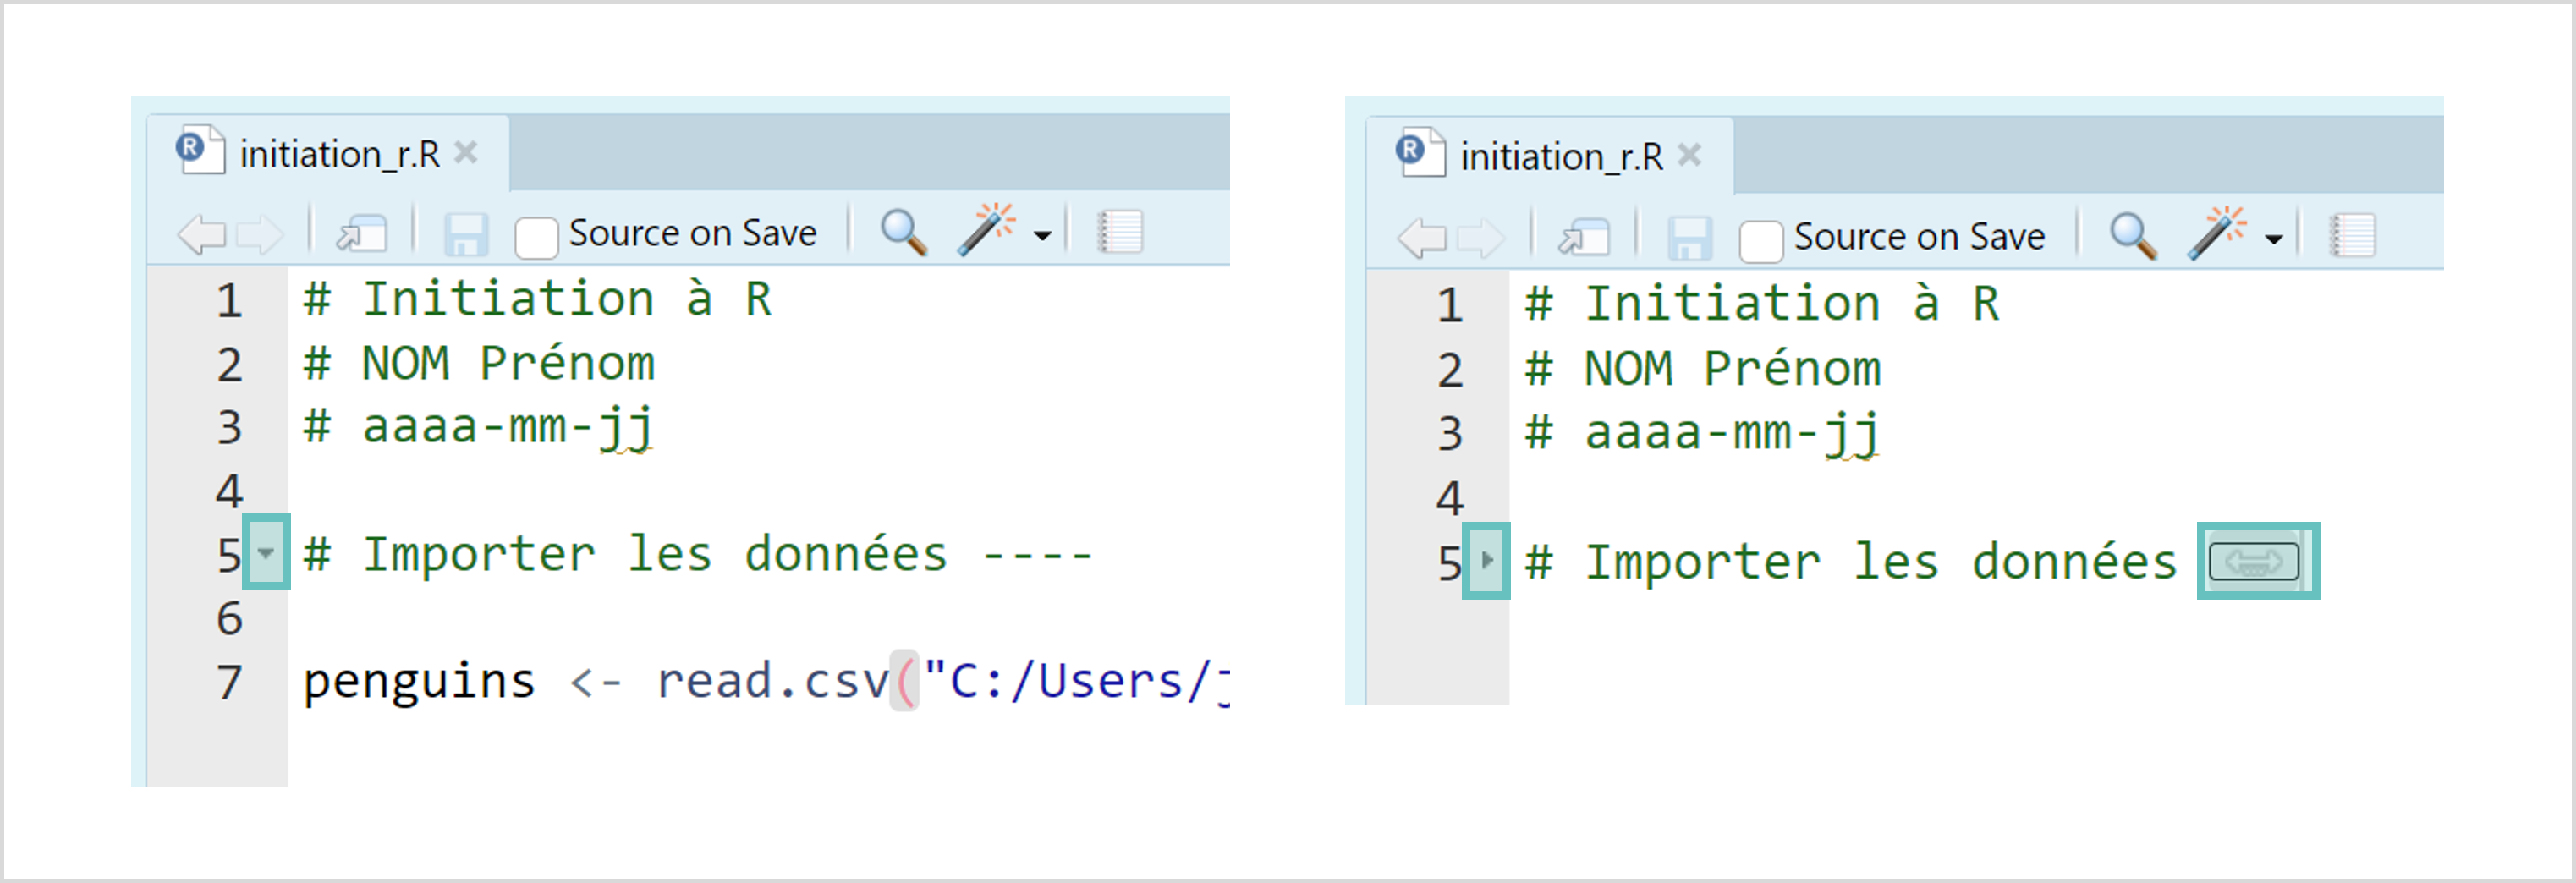 initiation_r.R
Source on Save
1 # Initiation à R
2 # NOM Prénom
3 # aaaa-mm-jj
4
5 # Importer les données ----
6
7 penguins <- read.csv("C:/Users/j
initiation_r.R
Source on Save
1 # Initiation à R
2 # NOM Prénom
3 # aaaa-mm-jj
4
5 # Importer les données